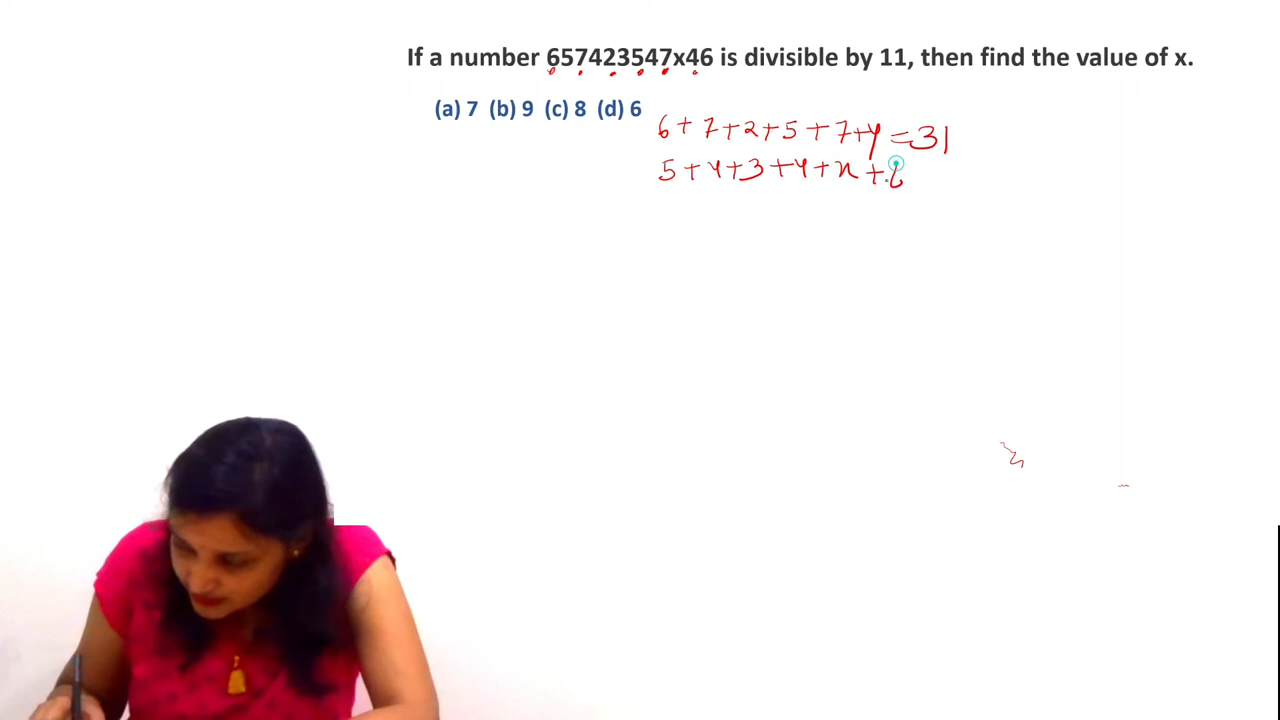 If a number 657423547x46 is divisible by 11, then find the value of x.
(a) 7 (b) 9 (c) 8 (d) 6
6+7+2+5+7+4=31
5+4+3+4+x+6